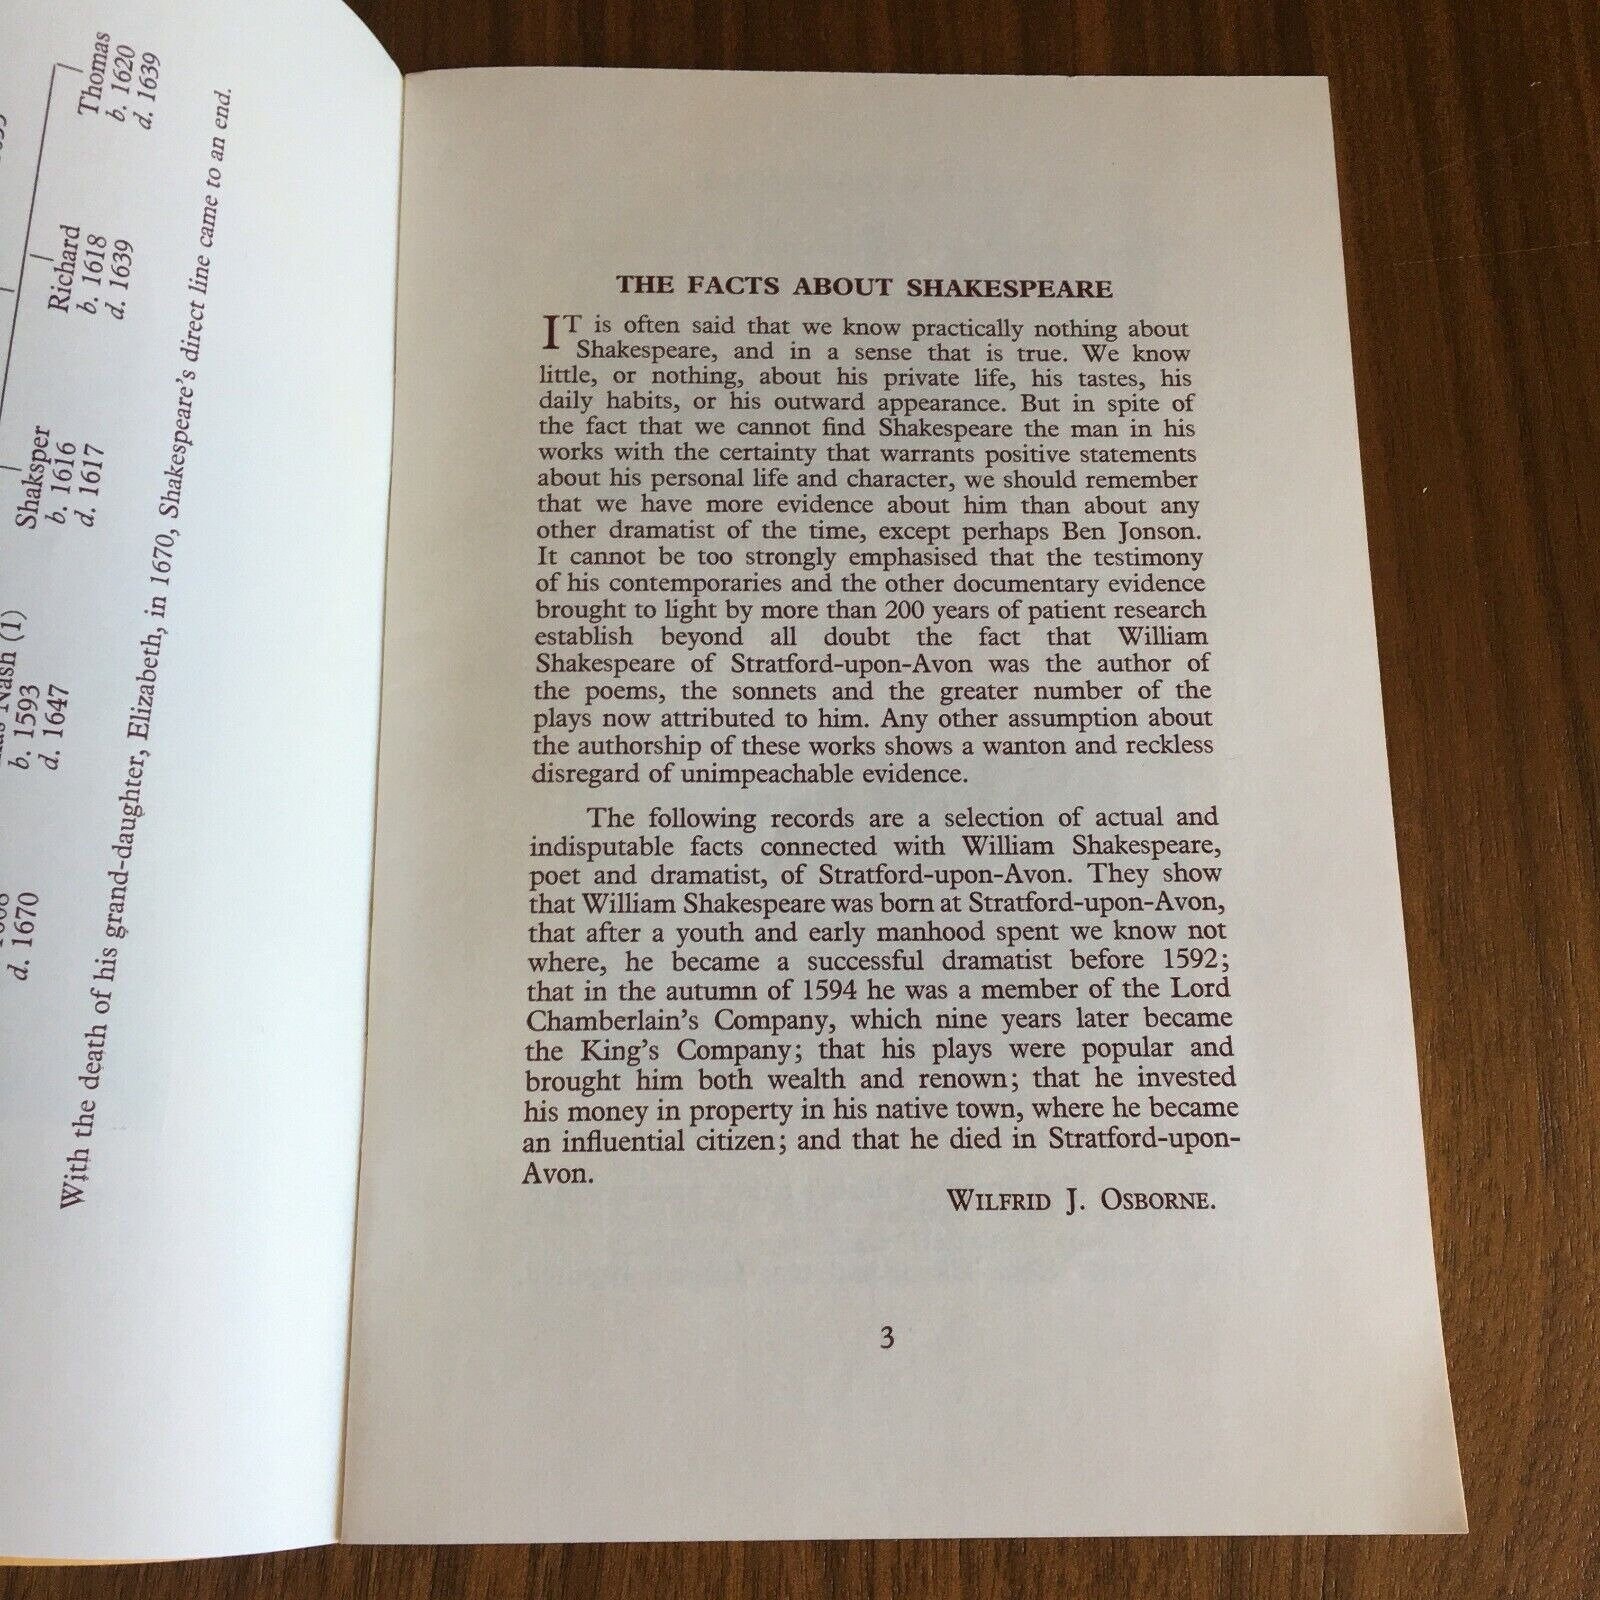 Thomas
b. 1620
d. 1639
Richard
b. 1618
d. 1639
Shaksper
b. 1616
d. 1617
Nash (1)
b. 1593
d. 1647
d. 1670
With the death of his grand-daughter, Elizabeth, in 1670, Shakespeare's direct line came to an end.
THE FACTS ABOUT SHAKESPEARE
IT is often said that we know practically nothing about
Shakespeare, and in a sense that is true. We know
little, or nothing, about his private life, his tastes, his
daily habits, or his outward appearance. But in spite of
the fact that we cannot find Shakespeare the man in his
works with the certainty that warrants positive statements
about his personal life and character, we should remember
that we have more evidence about him than about any
other dramatist of the time, except perhaps Ben Jonson.
It cannot be too strongly emphasised that the testimony
of his contemporaries and the other documentary evidence
brought to light by more than 200 years of patient research
establish beyond all doubt the fact that William
Shakespeare of Stratford-upon-Avon was the author of
the poems, the sonnets and the greater number of the
plays now attributed to him. Any other assumption about
the authorship of these works shows a wanton and reckless
disregard of unimpeachable evidence.
The following records are a selection of actual and
indisputable facts connected with William Shakespeare,
poet and dramatist, of Stratford-upon-Avon. They show
that William Shakespeare was born at Stratford-upon-Avon,
that after a youth and early manhood spent we know not
where, he became a successful dramatist before 1592;
that in the autumn of 1594 he was a member of the Lord
Chamberlain's Company, which nine years later became
the King's Company; that his plays were popular and
brought him both wealth and renown; that he invested
his money in property in his native town, where he became
an influential citizen; and that he died in Stratford-upon-
Avon.
WILFRID J. OSBORNE.
3